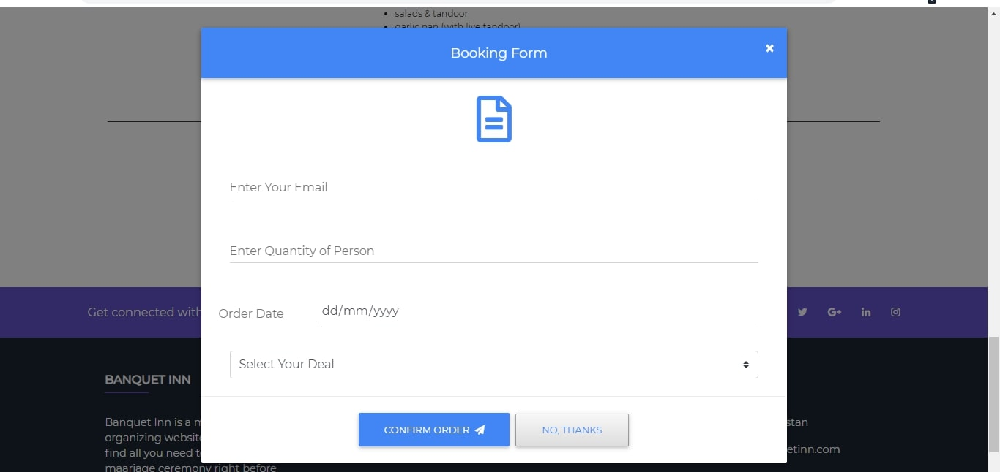 salads & tandoor
garlic nan (with live tandoor)
Booking Form
Enter Your Email
Enter Quantity of Person
Order Date dd/mm/yyyy
Select Your Deal
CONFIRM ORDER
NO, THANKS
Get connected with
BANQUET INN
Banquet Inn is a m
organizing website
find all you need t
maariage ceremony right before
stan
etinn.com